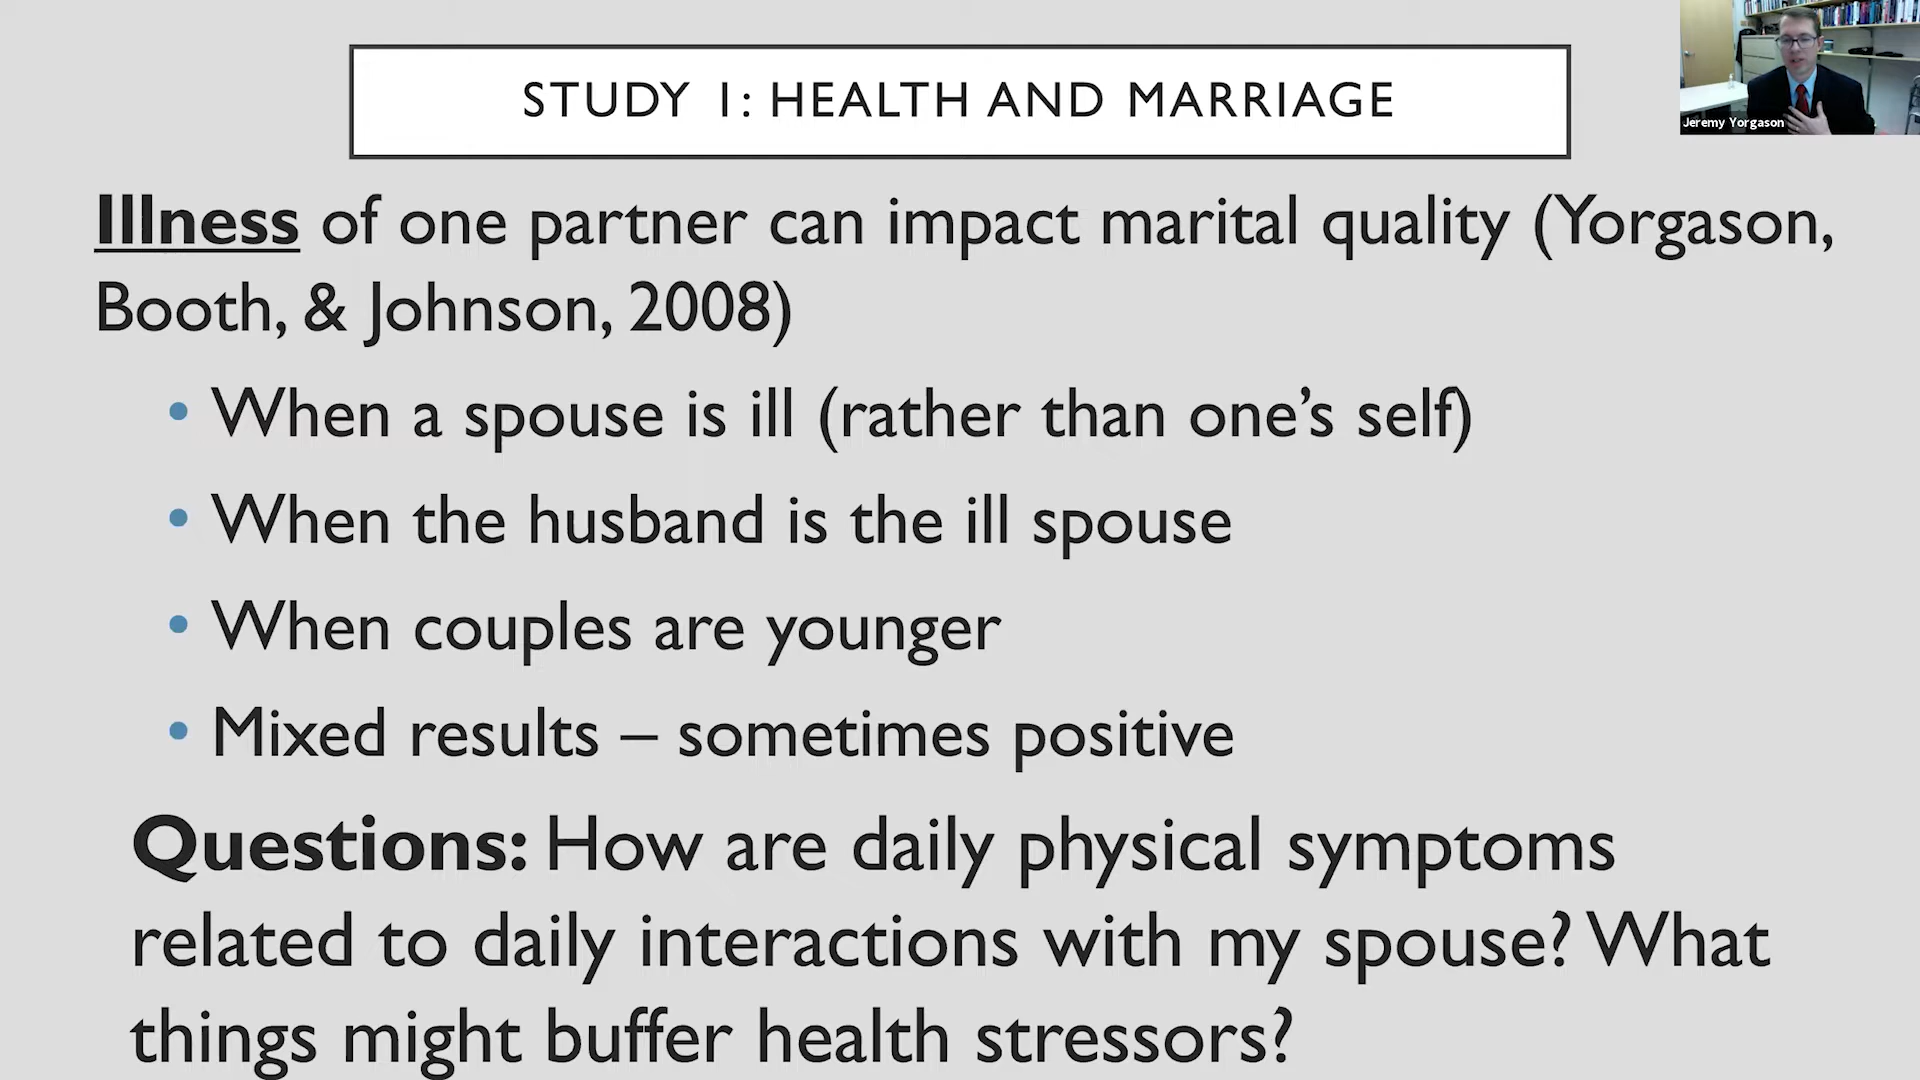 STUDY 1: HEALTH AND MARRIAGE
Jeremy Yorgason
Illness of one partner can impact marital quality (Yorgason,
Booth, & Johnson, 2008)
• When a spouse is ill (rather than one’s self)
• When the husband is the ill spouse
• When couples are younger
• Mixed results – sometimes positive
Questions: How are daily physical symptoms
related to daily interactions with my spouse? What
things might buffer health stressors?